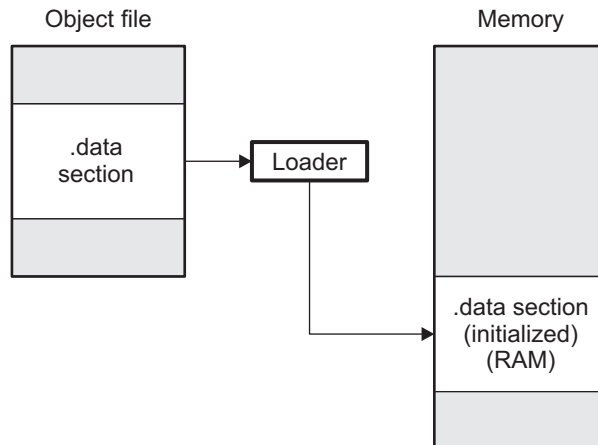 Object file
Memory
.data
section
Loader
.data section
(initialized)
(RAM)